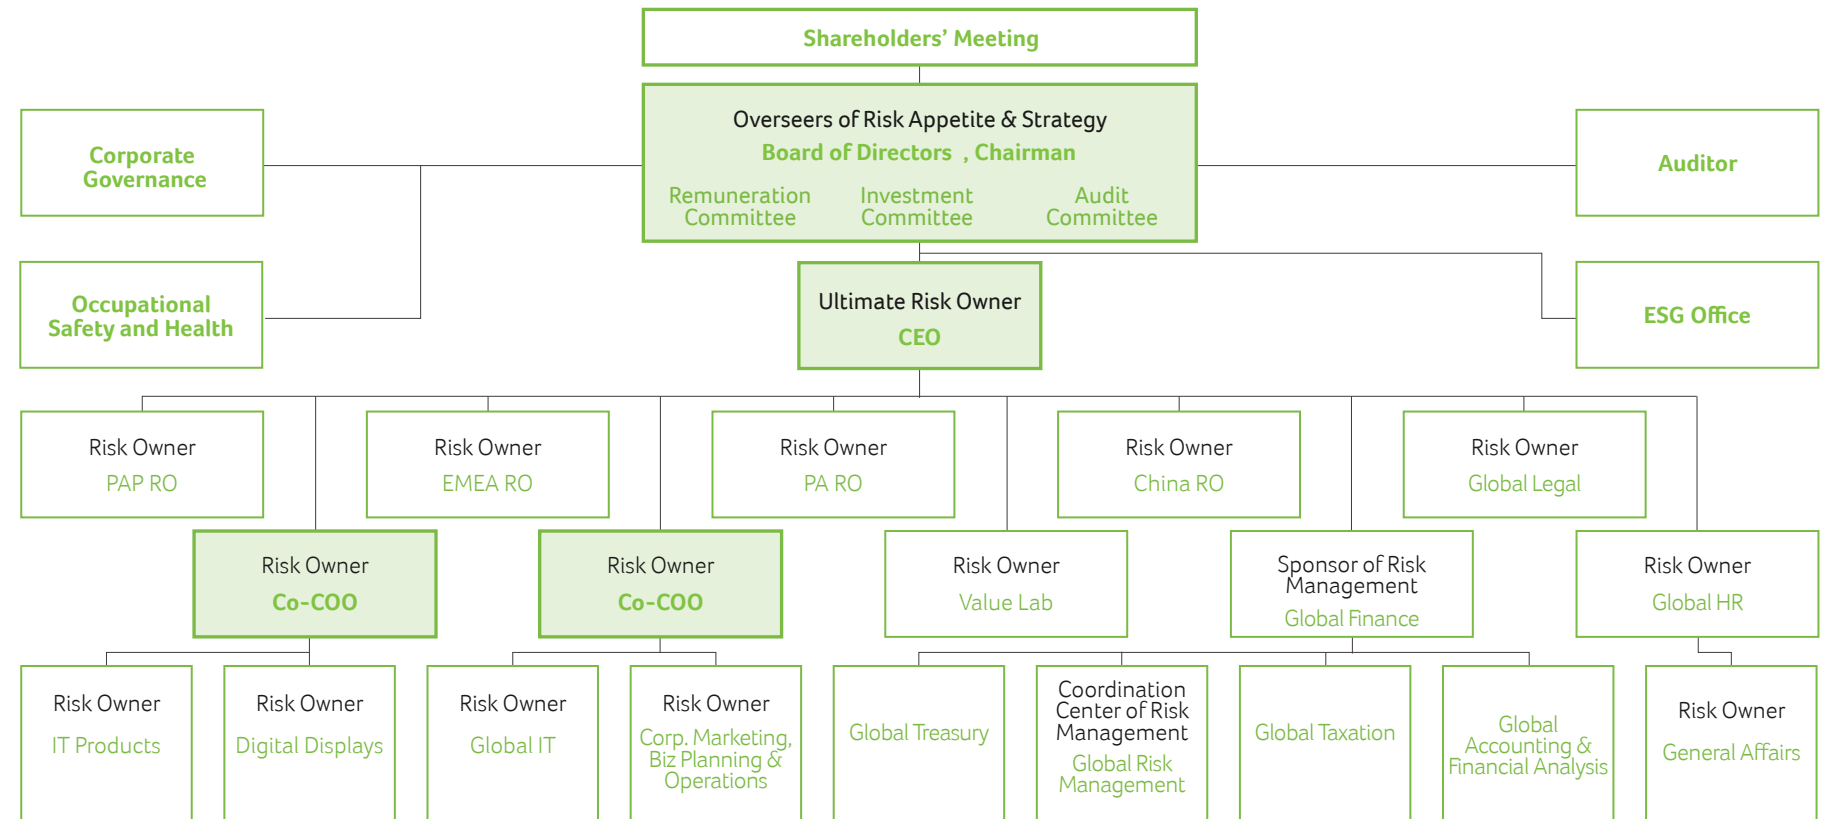 Shareholders’ Meeting
Overseers of Risk Appetite & Strategy
Board of Directors , Chairman
Remuneration
Committee
Investment
Committee
Audit
Committee
Corporate
Governance
Auditor
Occupational
Safety and Health
Ultimate Risk Owner
CEO
ESG Office
Risk Owner
PAP RO
Risk Owner
EMEA RO
Risk Owner
PA RO
Risk Owner
China RO
Risk Owner
Global Legal
Risk Owner
Co-COO
Risk Owner
Co-COO
Risk Owner
Value Lab
Sponsor of Risk
Management
Global Finance
Risk Owner
Global HR
Risk Owner
IT Products
Risk Owner
Digital Displays
Risk Owner
Global IT
Risk Owner
Corp. Marketing,
Biz Planning &
Operations
Global Treasury
Coordination
Center of Risk
Management
Global Risk
Management
Global Taxation
Global
Accounting &
Financial Analysis
Risk Owner
General Affairs